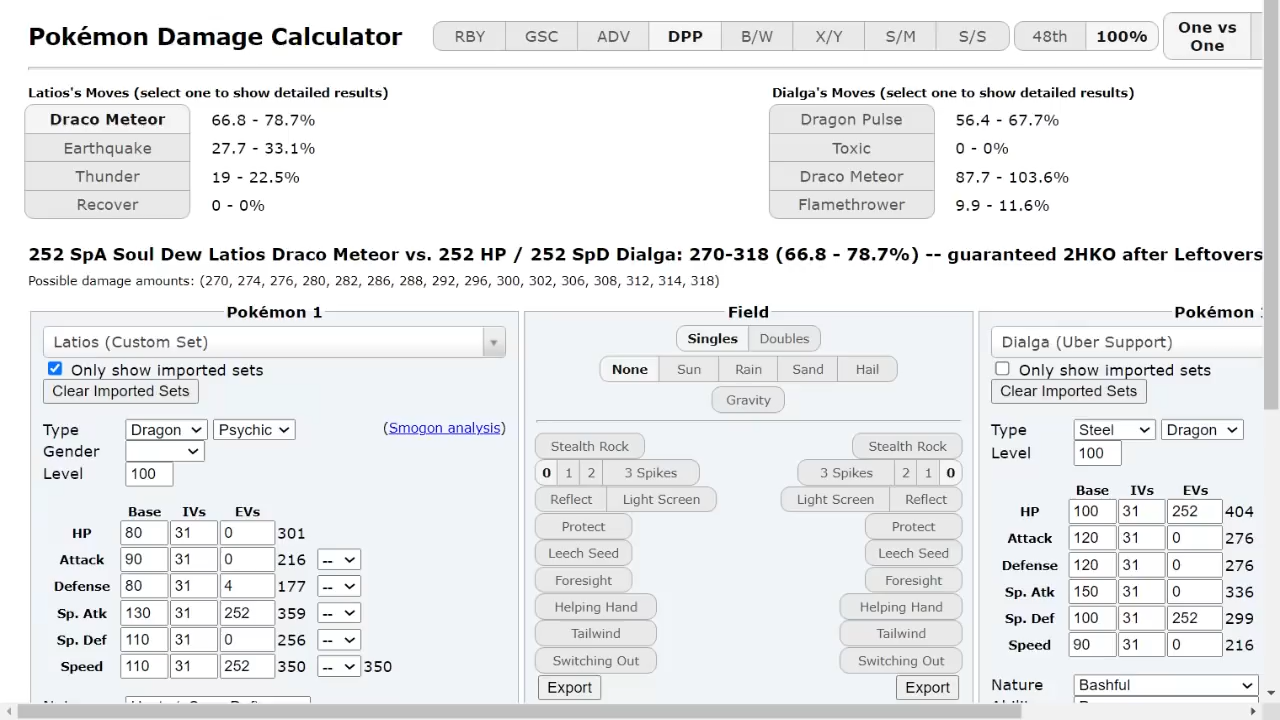 Pokémon Damage Calculator
RBY GSC ADV DPP B/W X/Y S/M S/S 48th 100% One vs One
Latios's Moves (select one to show detailed results)
Draco Meteor 66.8 - 78.7%
Earthquake 27.7 - 33.1%
Thunder 19 - 22.5%
Recover 0 - 0%
Dialga's Moves (select one to show detailed results)
Dragon Pulse 56.4 - 67.7%
Toxic 0 - 0%
Draco Meteor 87.7 - 103.6%
Flamethrower 9.9 - 11.6%
252 SpA Soul Dew Latios Draco Meteor vs. 252 HP / 252 SpD Dialga: 270-318 (66.8 - 78.7%) -- guaranteed 2HKO after Leftovers
Possible damage amounts: (270, 274, 276, 280, 282, 286, 288, 292, 296, 300, 302, 306, 308, 312, 314, 318)
Pokémon 1
Latios (Custom Set)
Only show imported sets
Clear Imported Sets
Type Dragon Psychic (Smogon analysis)
Gender
Level 100
Base IVs EVs
HP 80 31 0 301
Attack 90 31 0 216 --
Defense 80 31 4 177 --
Sp. Atk 130 31 252 359 --
Sp. Def 110 31 0 256 --
Speed 110 31 252 350 -- 350
Field
Singles Doubles
None Sun Rain Sand Hail
Gravity
Stealth Rock Stealth Rock
0 1 2 3 Spikes 3 Spikes 2 1 0
Reflect Light Screen Light Screen Reflect
Protect Protect
Leech Seed Leech Seed
Foresight Foresight
Helping Hand Helping Hand
Tailwind Tailwind
Switching Out Switching Out
Export Export
Pokémon
Dialga (Uber Support)
Only show imported sets
Clear Imported Sets
Type Steel Dragon
Level 100
Base IVs EVs
HP 100 31 252 404
Attack 120 31 0 276
Defense 120 31 0 276
Sp. Atk 150 31 0 336
Sp. Def 100 31 252 299
Speed 90 31 0 216
Nature Bashful